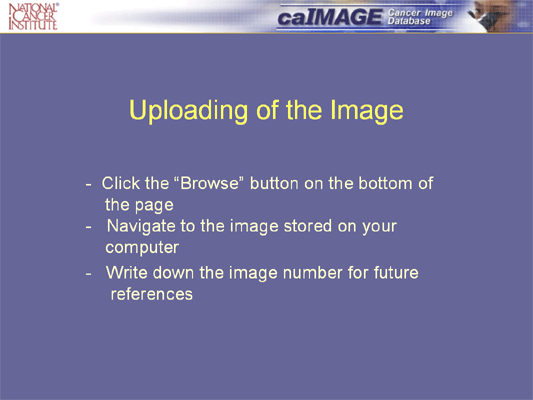 NATIONAL
CANCER
INSTITUTE
caIMAGE Cancer Image
Database
Uploading of the Image
- Click the “Browse” button on the bottom of
the page
- Navigate to the image stored on your
computer
- Write down the image number for future
references